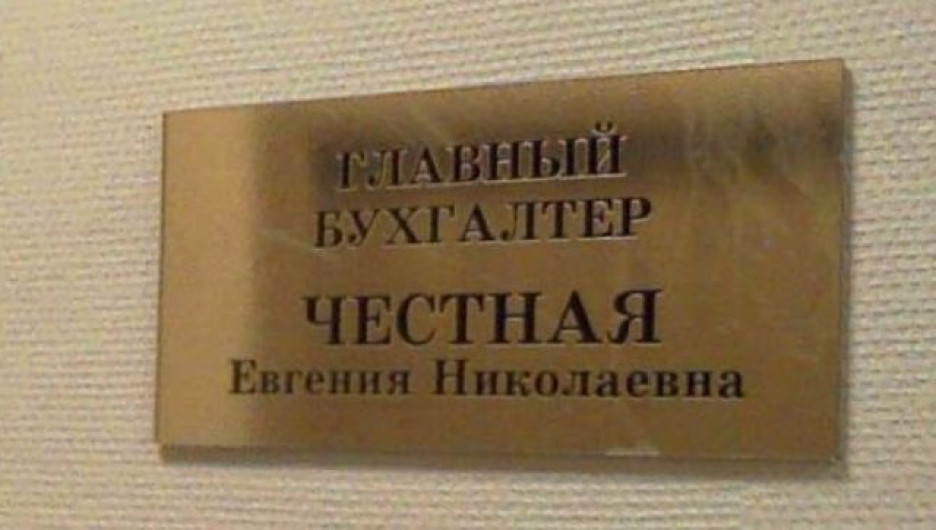 ГЛАВНЫЙ
БУХГАЛТЕР
ЧЕСТНАЯ
Евгения Николаевна